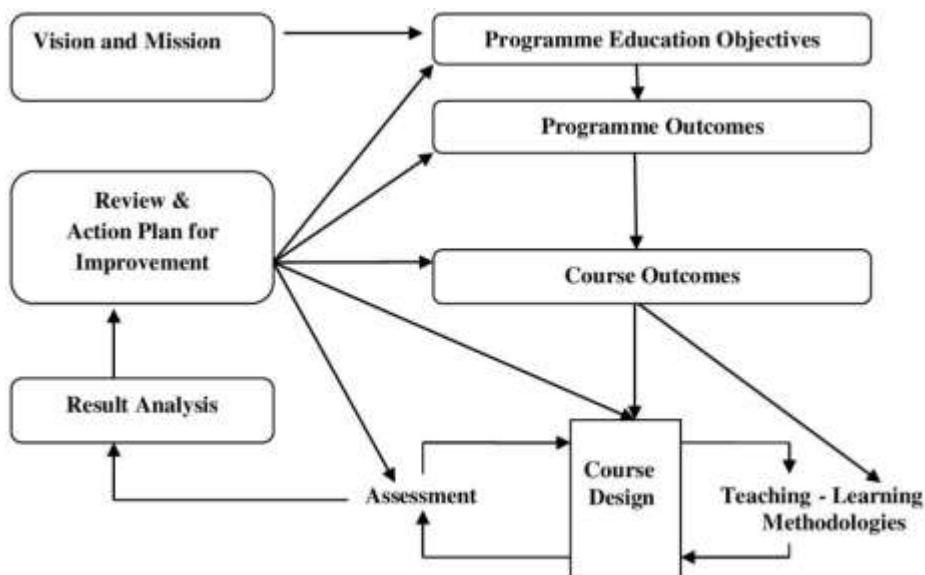 Vision and Mission
Programme Education Objectives
Programme Outcomes
Review &
Action Plan for
Improvement
Course Outcomes
Result Analysis
Assessment
Course
Design
Teaching - Learning
Methodologies